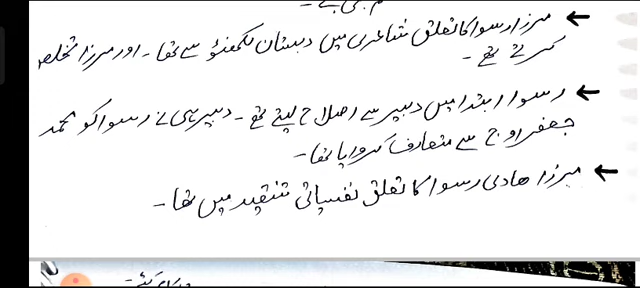 مرزا رسوا کا تعلق شاعری میں دبستان لکھنؤ سے تھا۔ اور مرزا تخلص
کرتے تھے۔
رسوا ابتدا میں دبیر سے اصلاح لیتے تھے۔ دبیر ہی نے رسوا کو محمد
جعفر اوج سے متعارف کروایا تھا۔
مرزا ھادی رسوا کا تعلق نفسیاتی تنقید میں تھا۔